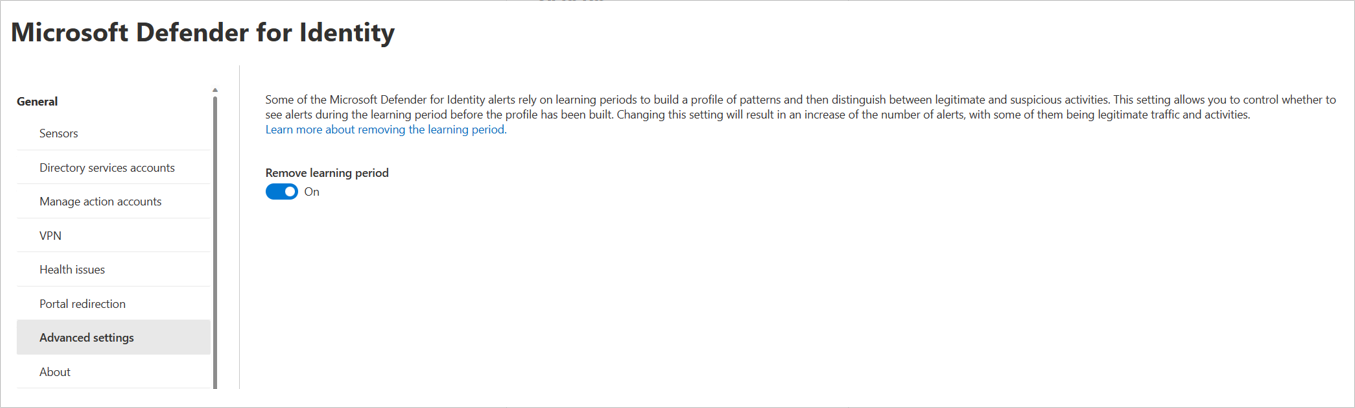 Microsoft Defender for Identity
General
Sensors
Directory services accounts
Manage action accounts
VPN
Health issues
Portal redirection
Advanced settings
About
Some of the Microsoft Defender for Identity alerts rely on learning periods to build a profile of patterns and then distinguish between legitimate and suspicious activities. This setting allows you to control whether to
see alerts during the learning period before the profile has been built. Changing this setting will result in an increase of the number of alerts, with some of them being legitimate traffic and activities.
Learn more about removing the learning period.
Remove learning period
On